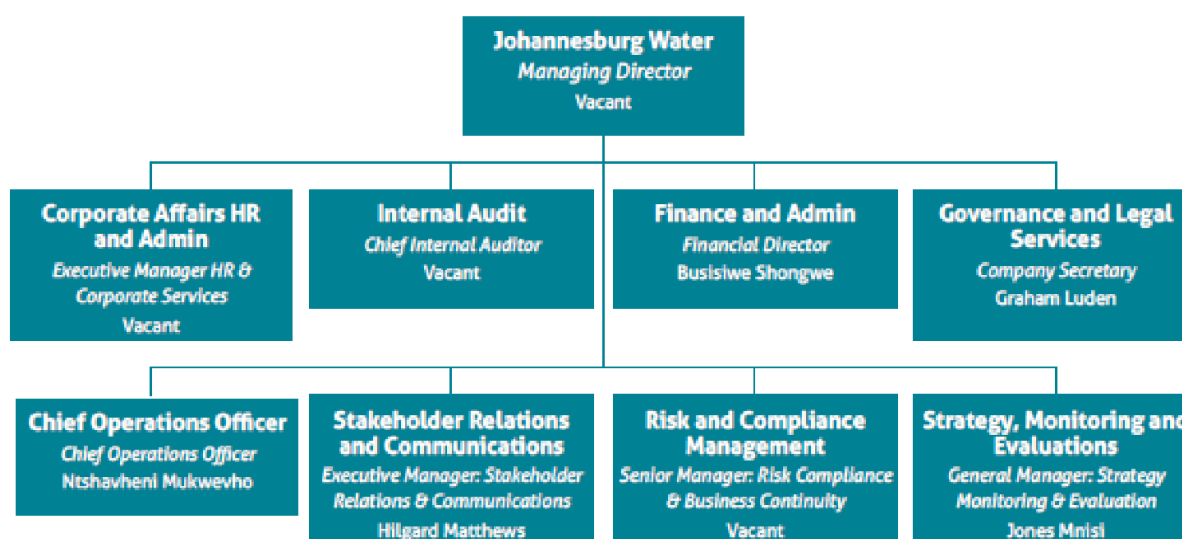 Johannesburg Water
Managing Director
Vacant
Corporate Affairs HR
and Admin
Executive Manager HR &
Corporate Services
Vacant
Internal Audit
Chief Internal Auditor
Vacant
Finance and Admin
Financial Director
Busisiwe Shongwe
Governance and Legal
Services
Company Secretary
Graham Luden
Chief Operations Officer
Chief Operations Officer
Ntshavheni Mukwevho
Stakeholder Relations
and Communications
Executive Manager: Stakeholder
Relations & Communications
Hilgard Matthews
Risk and Compliance
Management
Senior Manager: Risk Compliance
& Business Continuity
Vacant
Strategy, Monitoring and
Evaluations
General Manager: Strategy
Monitoring & Evaluation
Jones Mnisi